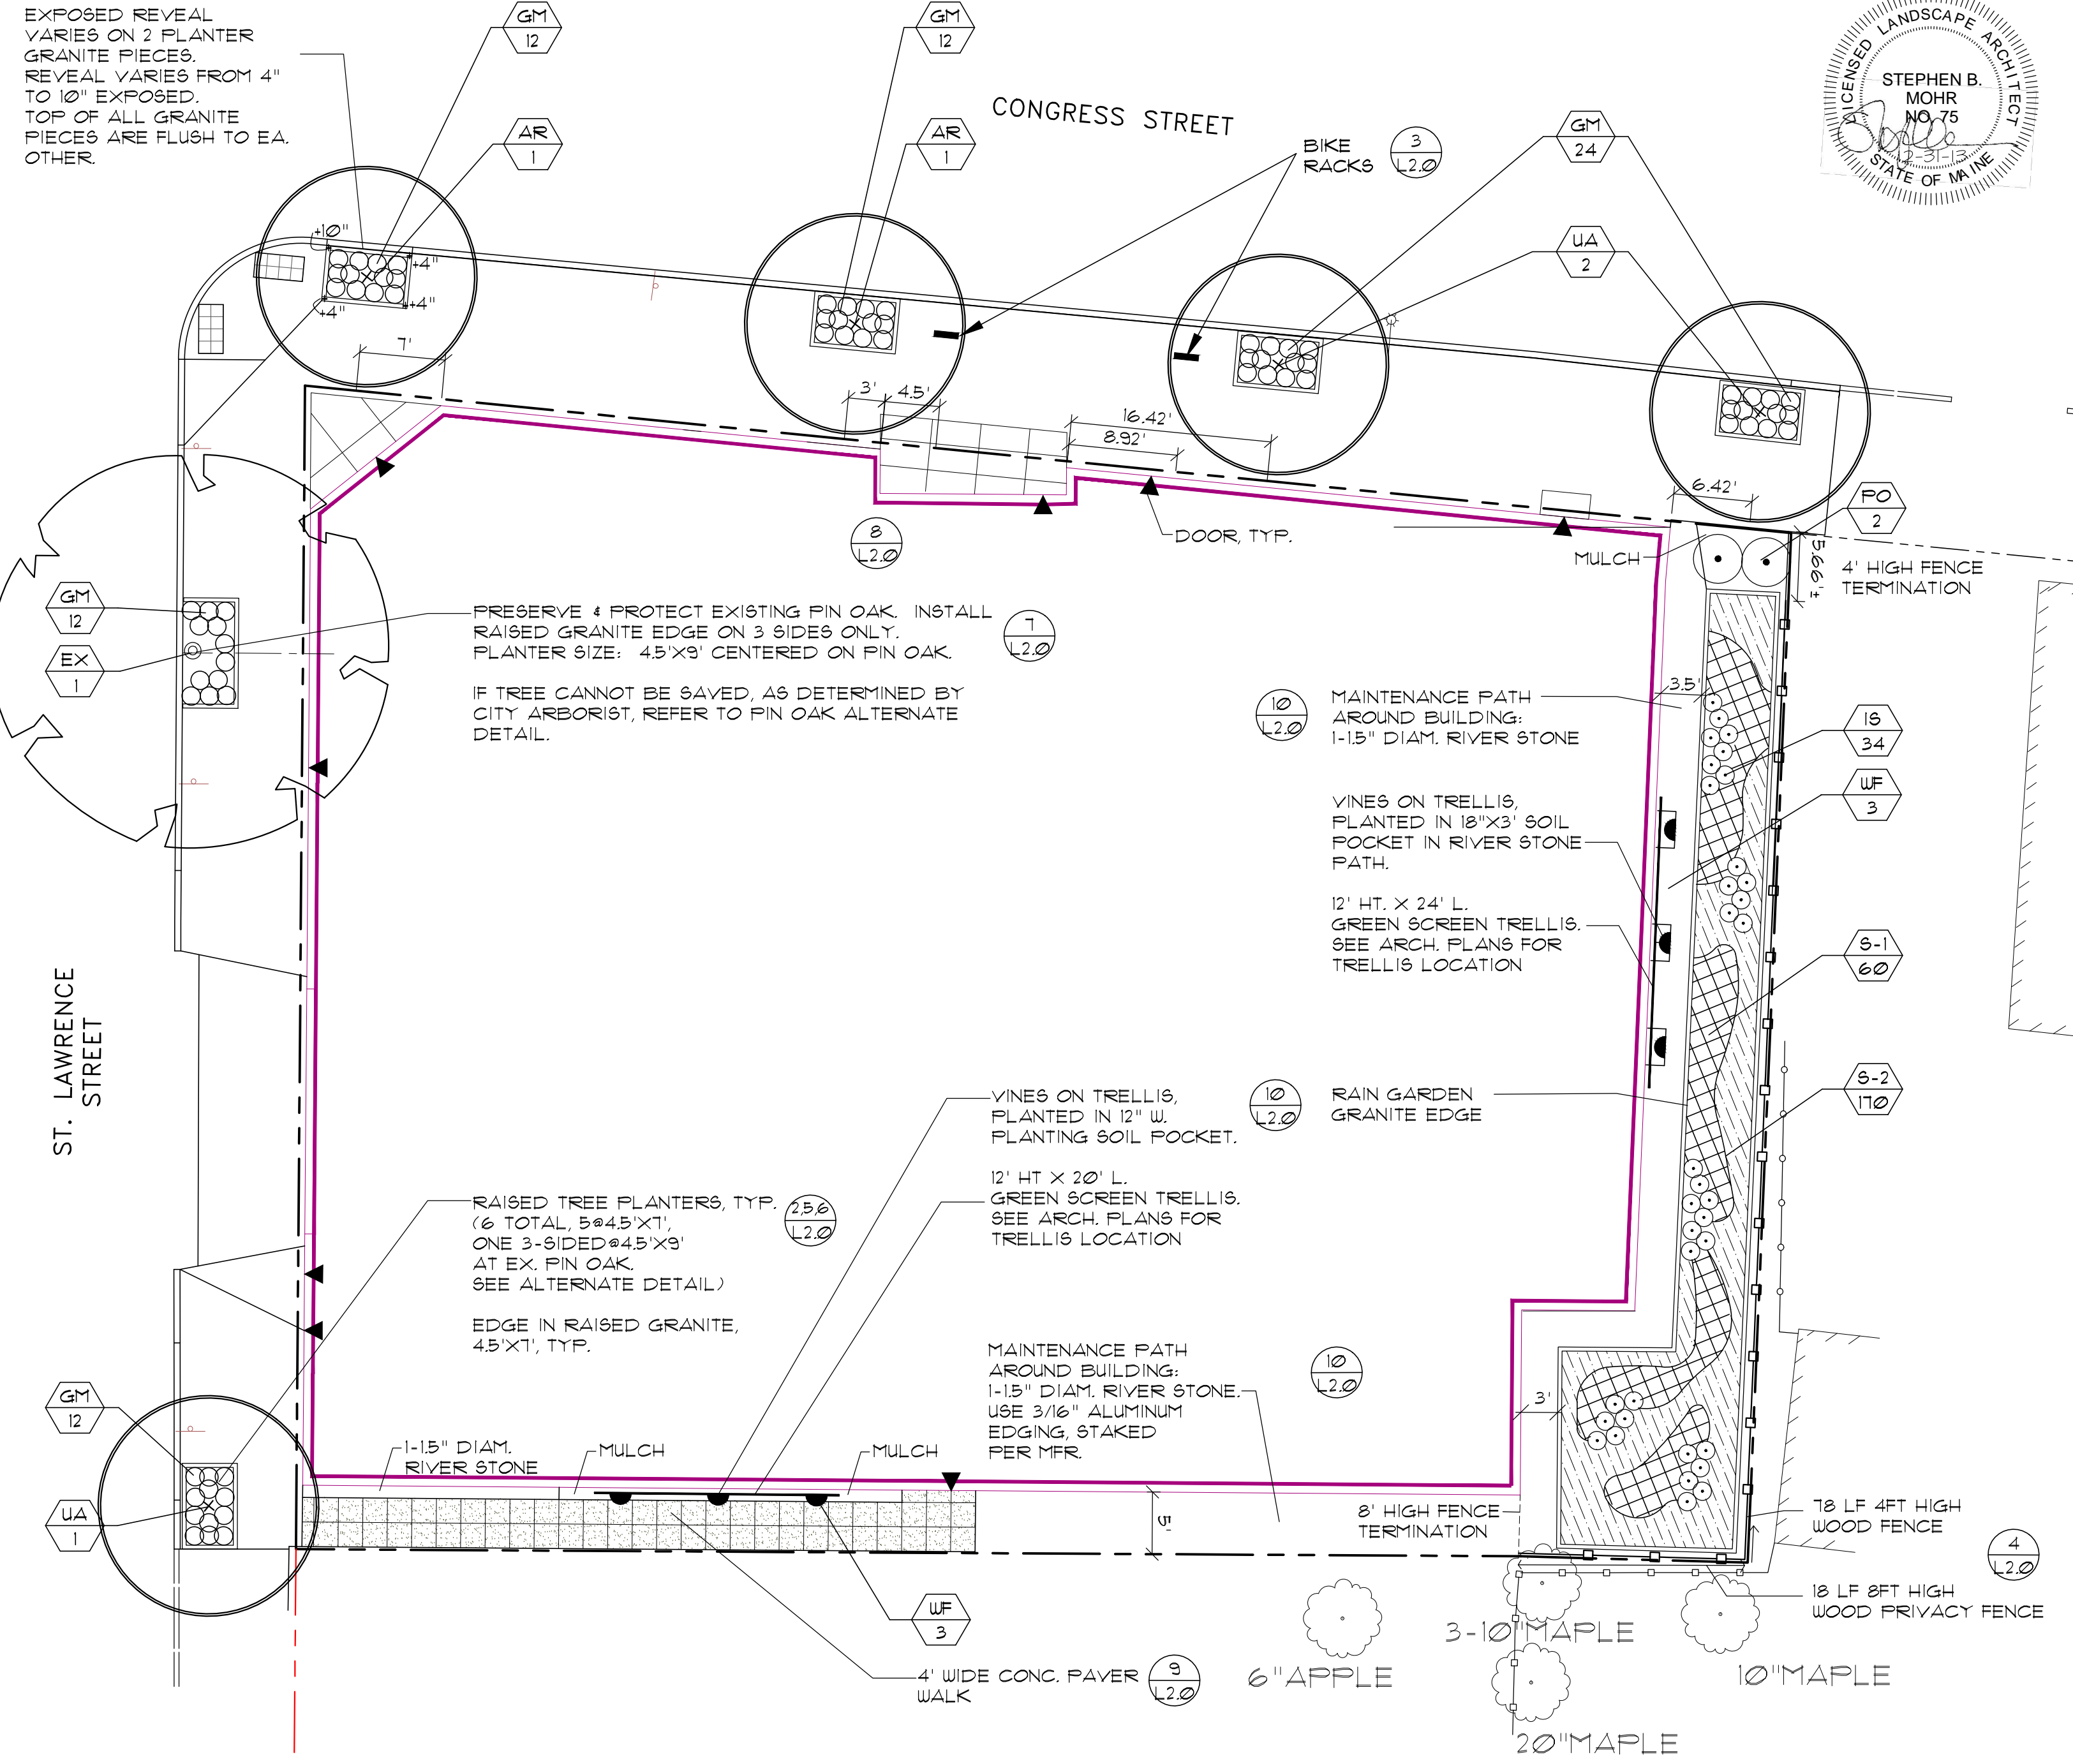 EXPOSED REVEAL
VARIES ON 2 PLANTER
GRANITE PIECES.
REVEAL VARIES FROM 4"
TO 10" EXPOSED.
TOP OF ALL GRANITE
PIECES ARE FLUSH TO EA.
OTHER.
GM
12
AR
1
GM
12
AR
1
CONGRESS STREET
BIKE
RACKS
3
L2.0
GM
24
UA
2
LICENSED LANDSCAPE ARCHITECT
STEPHEN B.
MOHR
NO. 75
12-31-13
STATE OF MAINE
+10"
+4"
+4"
+4"
7'
3'
4.5'
16.42'
8.92'
6.42'
5.66'±
PO
2
4' HIGH FENCE
TERMINATION
MULCH
DOOR, TYP.
8
L2.0
GM
12
EX
1
PRESERVE & PROTECT EXISTING PIN OAK. INSTALL
RAISED GRANITE EDGE ON 3 SIDES ONLY.
PLANTER SIZE: 4.5'X9' CENTERED ON PIN OAK.
IF TREE CANNOT BE SAVED, AS DETERMINED BY
CITY ARBORIST, REFER TO PIN OAK ALTERNATE
DETAIL.
7
L2.0
10
L2.0
MAINTENANCE PATH
AROUND BUILDING:
1-1.5" DIAM. RIVER STONE
3.5'
IS
34
WF
3
VINES ON TRELLIS,
PLANTED IN 18"X3' SOIL
POCKET IN RIVER STONE
PATH.
12' HT. X 24' L.
GREEN SCREEN TRELLIS.
SEE ARCH. PLANS FOR
TRELLIS LOCATION
S-1
60
S-2
170
ST. LAWRENCE
STREET
VINES ON TRELLIS,
PLANTED IN 12" W.
PLANTING SOIL POCKET.
12' HT X 20' L.
GREEN SCREEN TRELLIS.
SEE ARCH. PLANS FOR
TRELLIS LOCATION
10
L2.0
RAIN GARDEN
GRANITE EDGE
RAISED TREE PLANTERS, TYP.
(6 TOTAL, 5@4.5'X7',
ONE 3-SIDED@4.5'X9'
AT EX. PIN OAK.
SEE ALTERNATE DETAIL)
EDGE IN RAISED GRANITE,
4.5'X7', TYP.
2,5,6
L2.0
MAINTENANCE PATH
AROUND BUILDING:
1-1.5" DIAM. RIVER STONE.
USE 3/16" ALUMINUM
EDGING, STAKED
PER MFR.
10
L2.0
3'
GM
12
UA
1
1-1.5" DIAM.
RIVER STONE
MULCH
MULCH
5'
8' HIGH FENCE
TERMINATION
78 LF 4FT HIGH
WOOD FENCE
4
L2.0
18 LF 8FT HIGH
WOOD PRIVACY FENCE
WF
3
4' WIDE CONC. PAVER
WALK
9
L2.0
6"APPLE
3-10"MAPLE
10"MAPLE
20"MAPLE